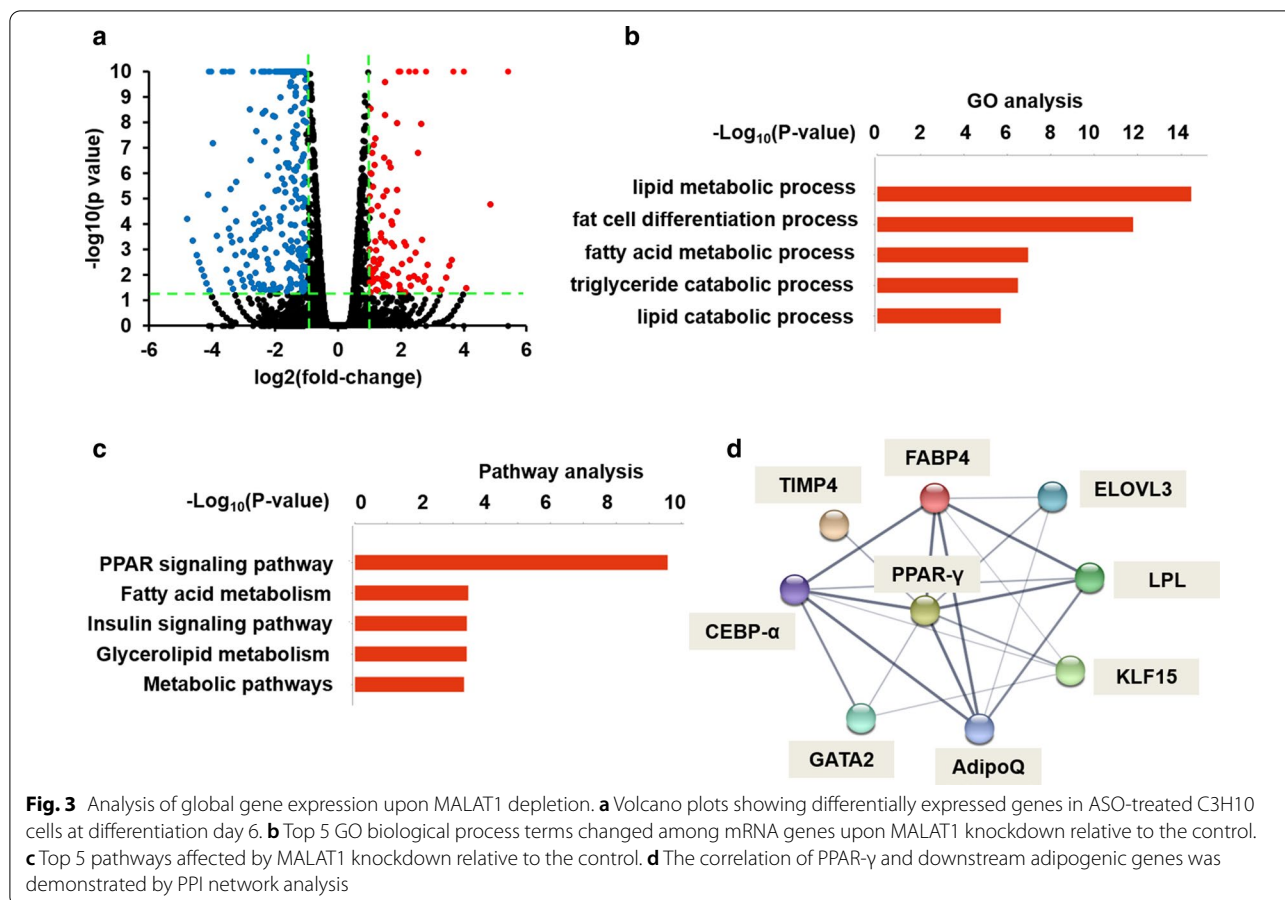 a
10
9
8
7
6
5
4
3
2
1
0
-log10(p value)
-6 -4 -2 0 2 4 6
log2(fold-change)
b
GO analysis
-Log₁₀(P-value) 0 2 4 6 8 10 12 14
lipid metabolic process
fat cell differentiation process
fatty acid metabolic process
triglyceride catabolic process
lipid catabolic process
c
Pathway analysis
-Log₁₀(P-value) 0 2 4 6 8 10
PPAR signaling pathway
Fatty acid metabolism
Insulin signaling pathway
Glycerolipid metabolism
Metabolic pathways
d
FABP4
TIMP4
ELOVL3
PPAR-γ
LPL
CEBP-α
KLF15
GATA2
AdipoQ
Fig. 3 Analysis of global gene expression upon MALAT1 depletion. a Volcano plots showing differentially expressed genes in ASO-treated C3H10
cells at differentiation day 6. b Top 5 GO biological process terms changed among mRNA genes upon MALAT1 knockdown relative to the control.
c Top 5 pathways affected by MALAT1 knockdown relative to the control. d The correlation of PPAR-γ and downstream adipogenic genes was
demonstrated by PPI network analysis